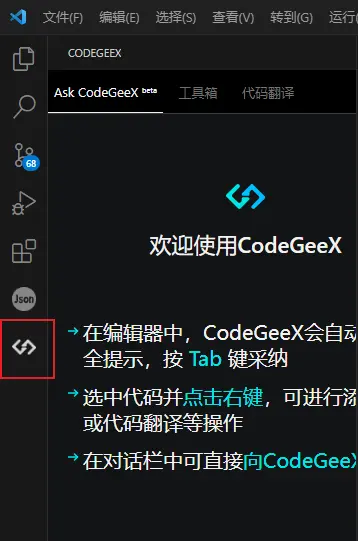 文件(F) 编辑(E) 选择(S) 查看(V) 转到(G) 运行(
CODEGEEX
Ask CodeGeeX beta 工具箱 代码翻译
68
Json
欢迎使用CodeGeeX
→ 在编辑器中，CodeGeeX会自动
全提示，按 Tab 键采纳
→ 选中代码并点击右键，可进行添
或代码翻译等操作
→ 在对话栏中可直接向CodeGeeX